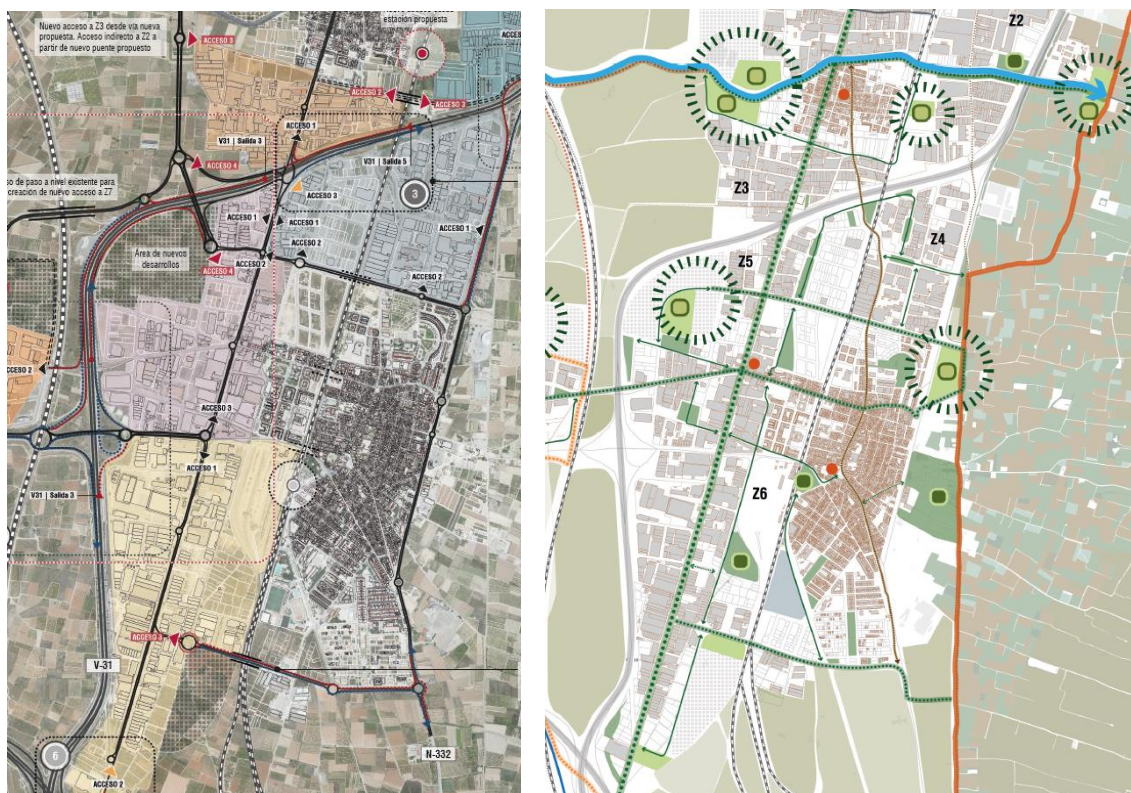 Nuevo acceso a Z3 desde vía nueva
propuesta. Acceso indirecto a Z2 a
partir de nuevo puente propuesto
estación propuesta
ACCESO 3
ACCESO 2
ACCESO 3
ACCESO 1
V31 | Salida 3
V31 | Salida 5
ACCESO 4
so de paso a nivel existente para
creación de nuevo acceso a Z7
ACCESO 3
3
ACCESO 1
ACCESO 1
ACCESO 1
ACCESO 2
Área de nuevos
desarrollos
ACCESO 4
ACCESO 2
ACCESO 2
ACCESO 2
ACCESO 3
ACCESO 1
V31 | Salida 3
ACCESO 3
V-31
6
N-332
ACCESO 2
Z2
Z3
Z4
Z5
Z6